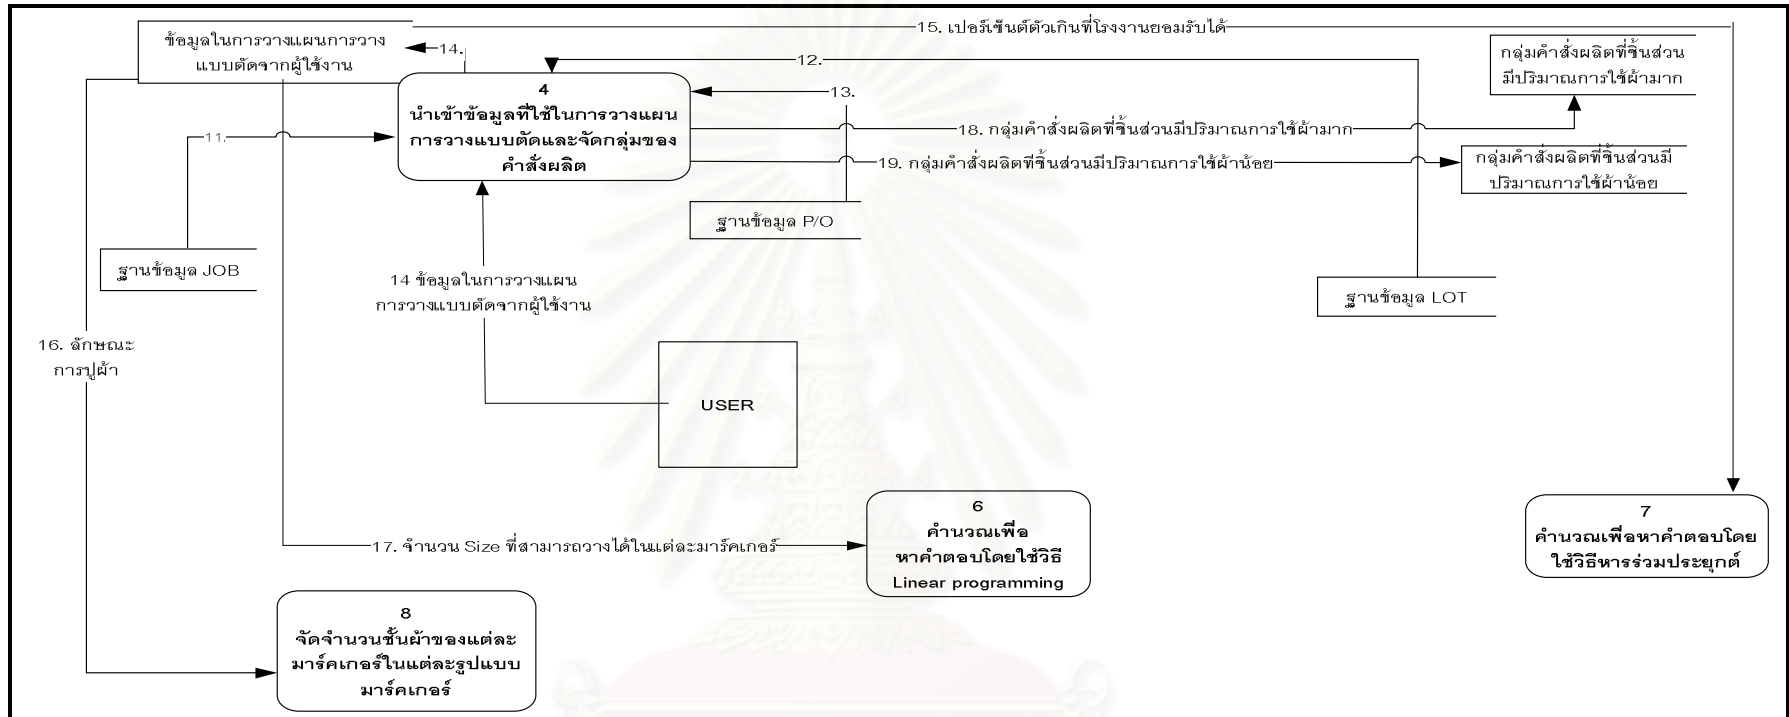 15. เปอร์เซ็นต์ตัวเกินที่โรงงานยอมรับได้
ข้อมูลในการวางแผนการวาง
แบบตัดจากผู้ใช้งาน
14.
12.
กลุ่มคำสั่งผลิตที่ชิ้นส่วน
มีปริมาณการใช้ผ้ามาก
4
นำเข้าข้อมูลที่ใช้ในการวางแผน
การวางแบบตัดและจัดกลุ่มของ
คำสั่งผลิต
13.
11.
18. กลุ่มคำสั่งผลิตที่ชิ้นส่วนมีปริมาณการใช้ผ้ามาก
19. กลุ่มคำสั่งผลิตที่ชิ้นส่วนมีปริมาณการใช้ผ้าน้อย
กลุ่มคำสั่งผลิตที่ชิ้นส่วนมี
ปริมาณการใช้ผ้าน้อย
ฐานข้อมูล P/O
ฐานข้อมูล JOB
14 ข้อมูลในการวางแผน
การวางแบบตัดจากผู้ใช้งาน
ฐานข้อมูล LOT
16. ลักษณะ
การปูผ้า
USER
17. จำนวน Size ที่สามารถวางได้ในแต่ละมาร์คเกอร์
6
คำนวณเพื่อ
หาคำตอบโดยใช้วิธี
Linear programming
7
คำนวณเพื่อหาคำตอบโดย
ใช้วิธีหารร่วมประยุกต์
8
จัดจำนวนชั้นผ้าของแต่ละ
มาร์คเกอร์ในแต่ละรูปแบบ
มาร์คเกอร์